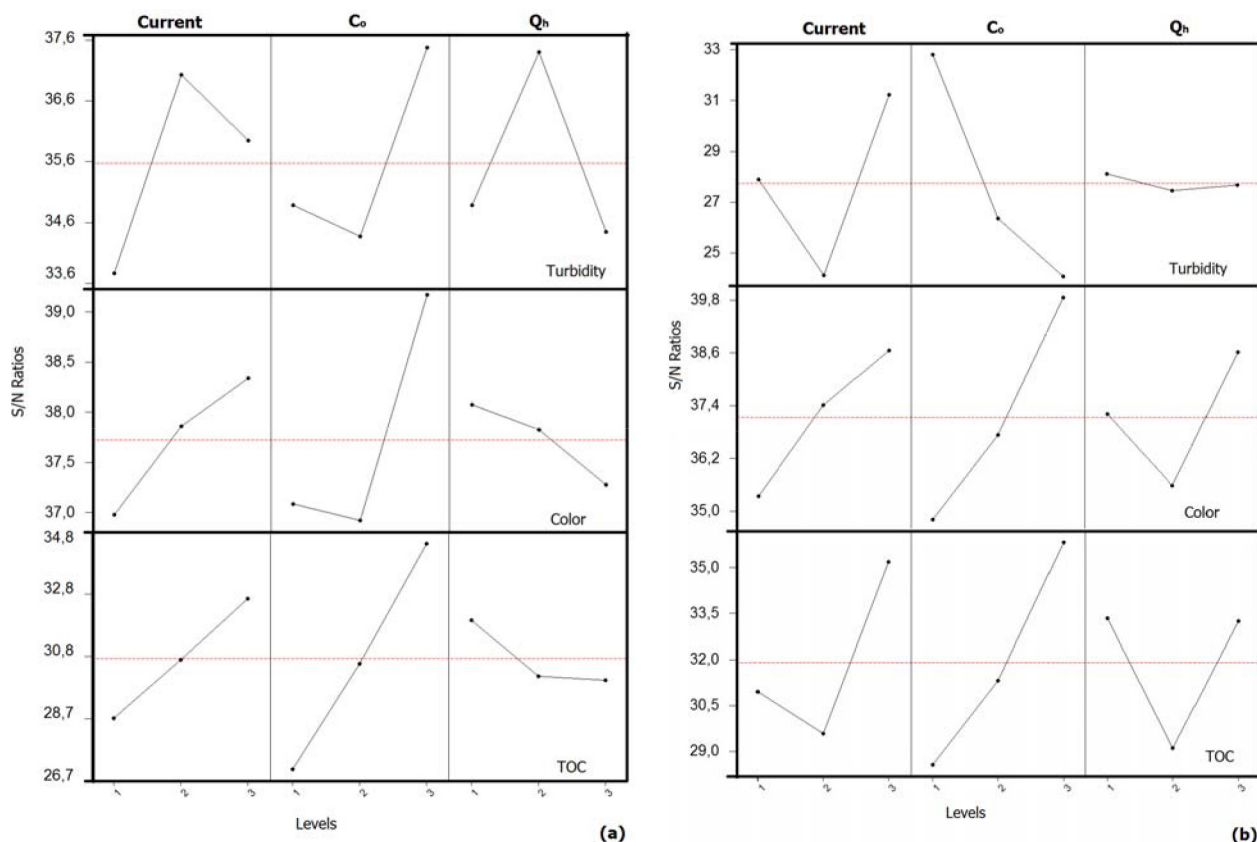 Current Co Qh
37,6
36,6
35,6
34,6
33,6
Turbidity
39,0
38,5
38,0
37,5
37,0
Color
34,8
32,8
30,8
28,7
26,7
TOC
S/N Ratios
1 2 3 1 2 3 1 2 3
Levels
(a)
Current Co Qh
33
31
29
27
25
Turbidity
39,8
38,6
37,4
36,2
35,0
Color
35,0
33,5
32,0
30,5
29,0
TOC
S/N Ratios
1 2 3 1 2 3 1 2 3
Levels
(b)